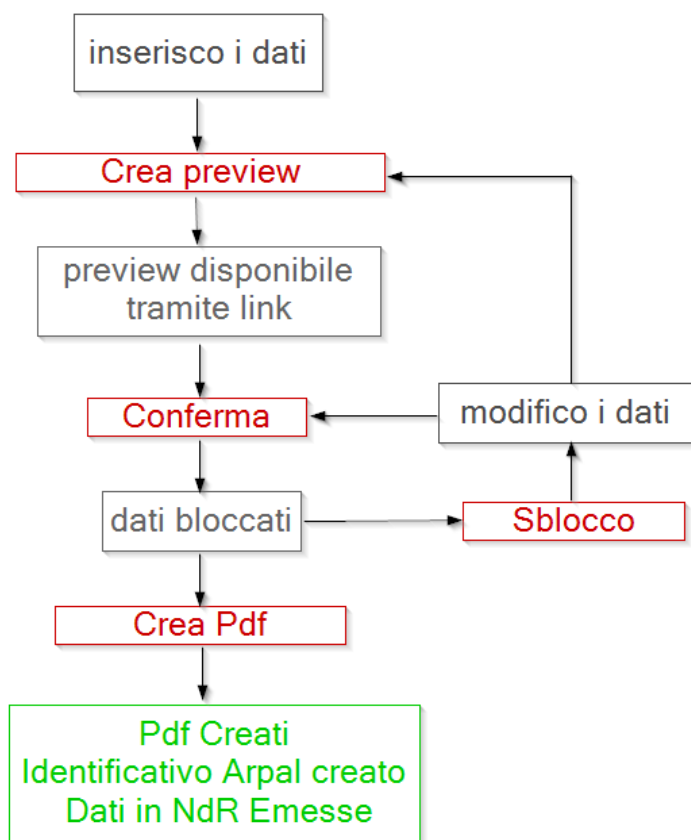 inserisco i dati
Crea preview
preview disponibile
tramite link
Conferma
modifico i dati
dati bloccati
Sblocco
Crea Pdf
Pdf Creati
Identificativo Arpal creato
Dati in NdR Emesse